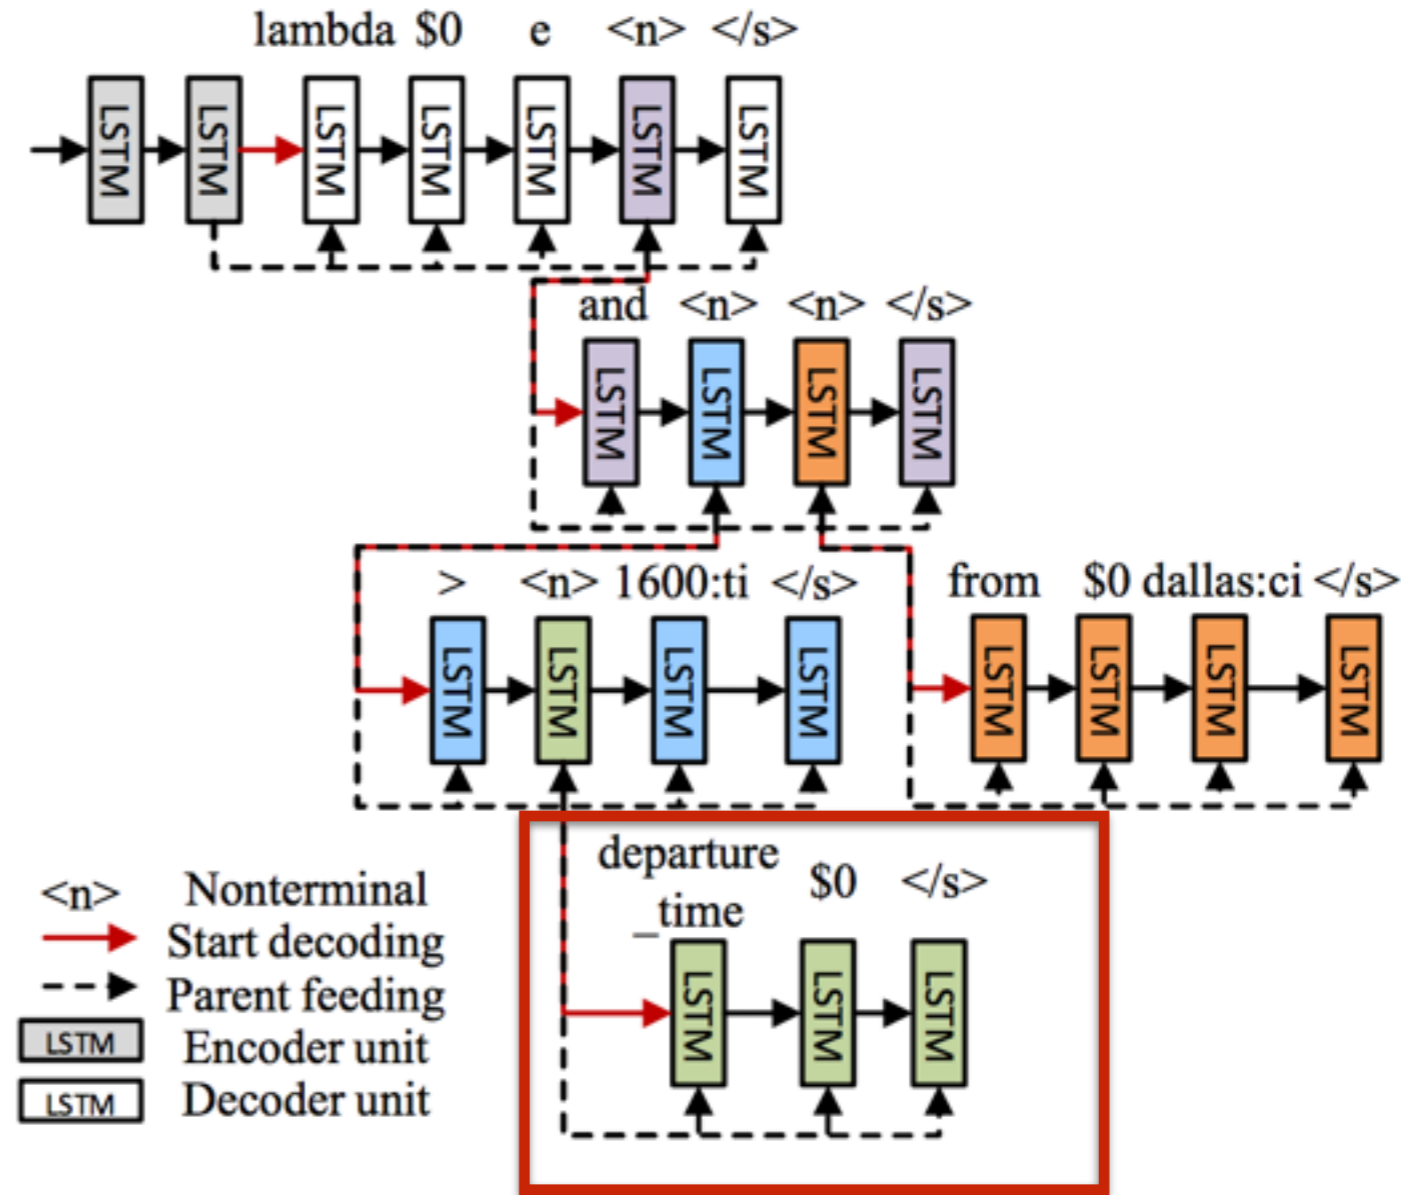 lambda $0 e <n> </s>
LSTM LSTM LSTM LSTM LSTM LSTM LSTM
and <n> <n> </s>
LSTM LSTM LSTM LSTM
> <n> 1600:ti </s>
LSTM LSTM LSTM LSTM
from $0 dallas:ci </s>
LSTM LSTM LSTM LSTM
departure
_time $0 </s>
LSTM LSTM LSTM
<n> Nonterminal
Start decoding
Parent feeding
LSTM Encoder unit
LSTM Decoder unit